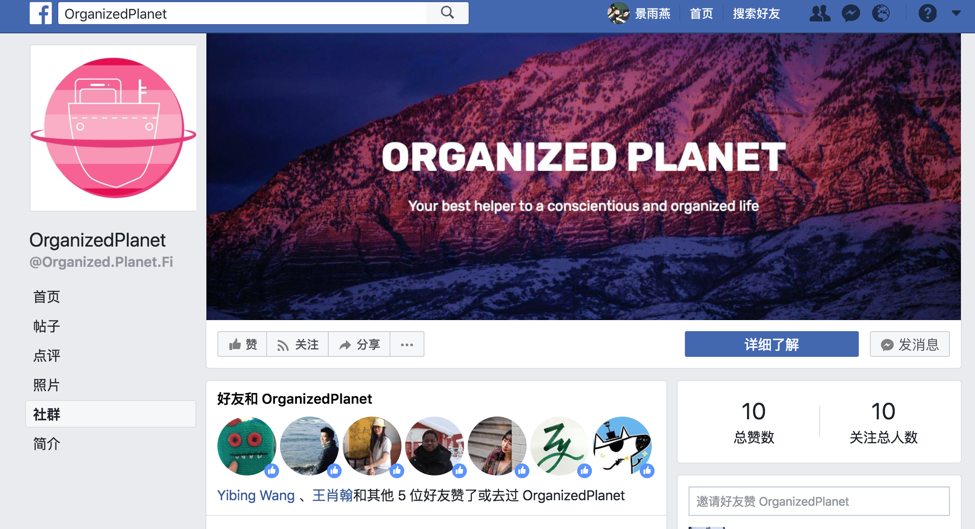 OrganizedPlanet
景雨燕
首页
搜索好友
ORGANIZED PLANET
Your best helper to a conscientious and organized life
OrganizedPlanet
@Organized.Planet.Fi
首页
帖子
点评
照片
社群
简介
赞
关注
分享
详细了解
发消息
好友和 OrganizedPlanet
Yibing Wang 、王肖翰和其他 5 位好友赞了或去过 OrganizedPlanet
10
总赞数
10
关注总人数
邀请好友赞 OrganizedPlanet